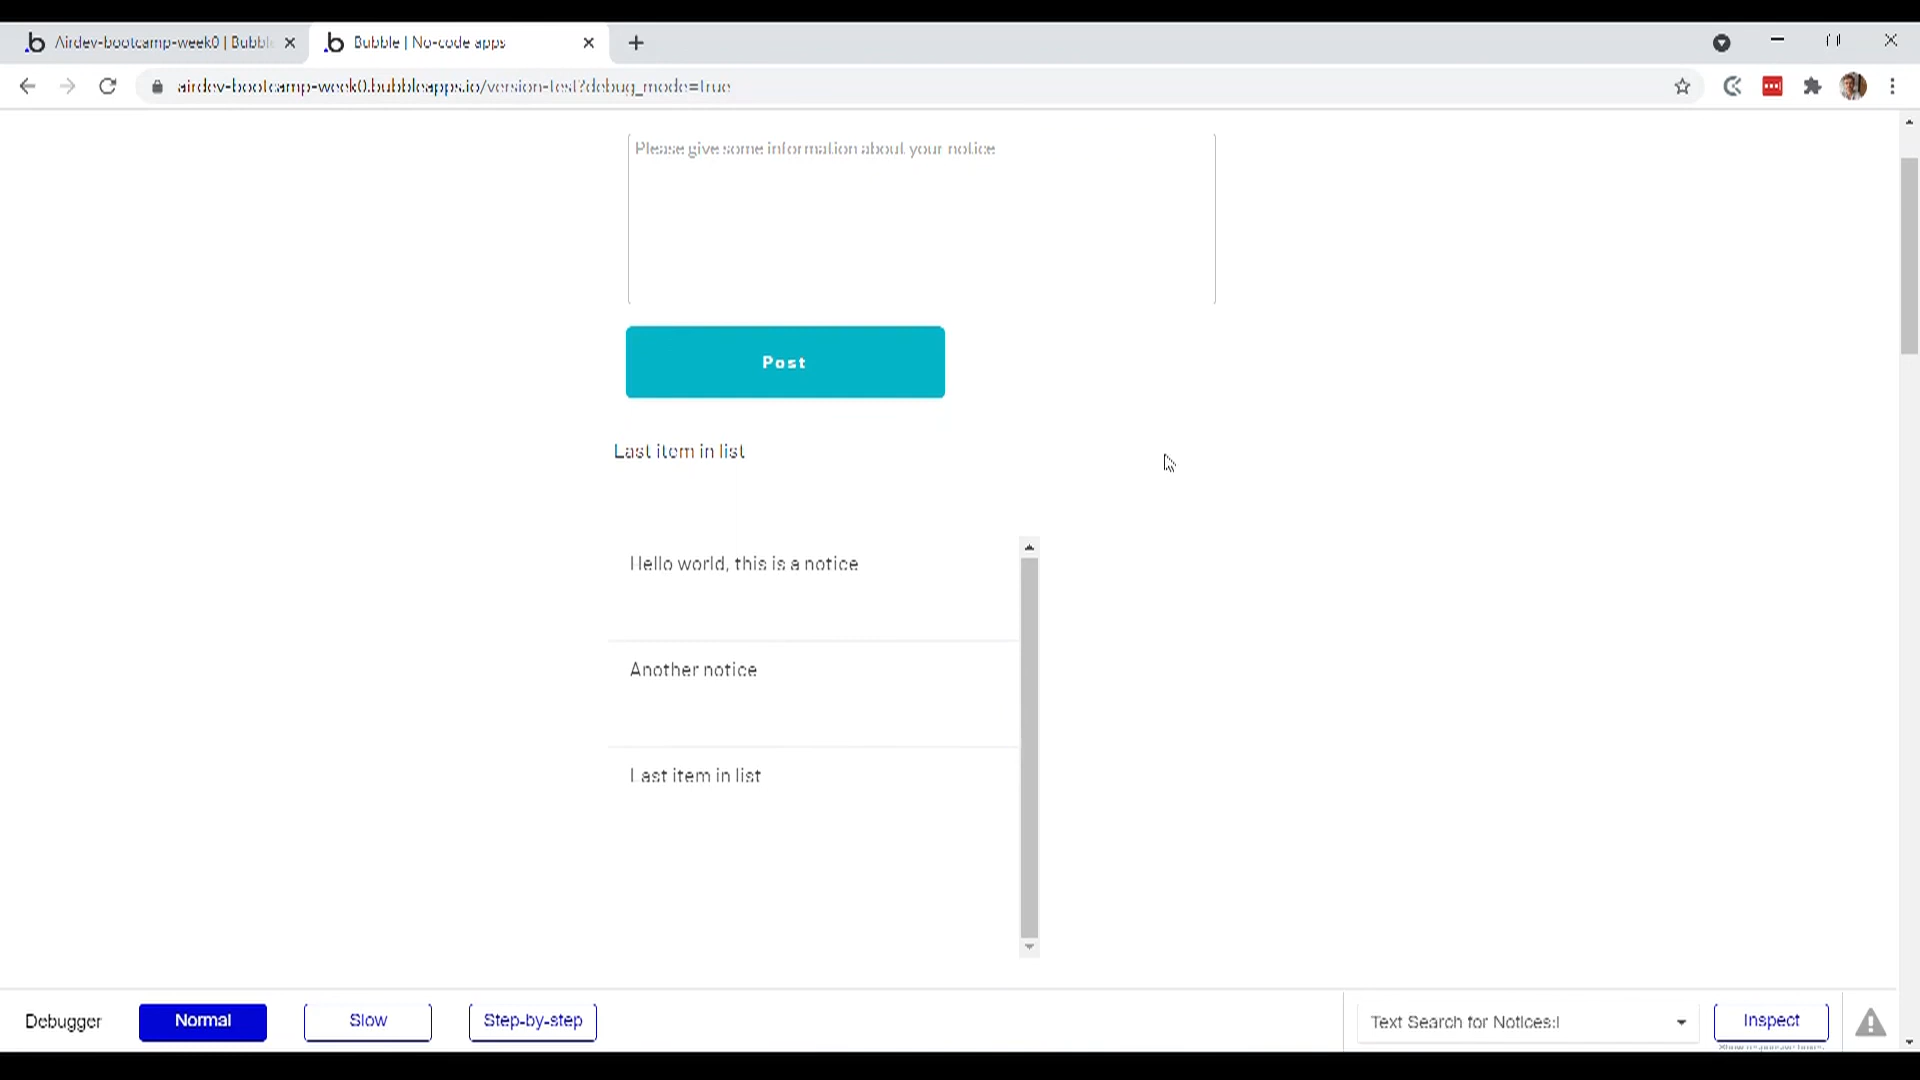 Airdev-bootcamp-week0 | Bubbl
Bubble | No-code apps
airdev-bootcamp-week0.bubbleapps.io/version-test?debug_mode=true
Please give some information about your notice
Post
Last item in list
Hello world, this is a notice
Another notice
Last item in list
Debugger
Normal
Slow
Step-by-step
Text Search for Notices:l
Inspect